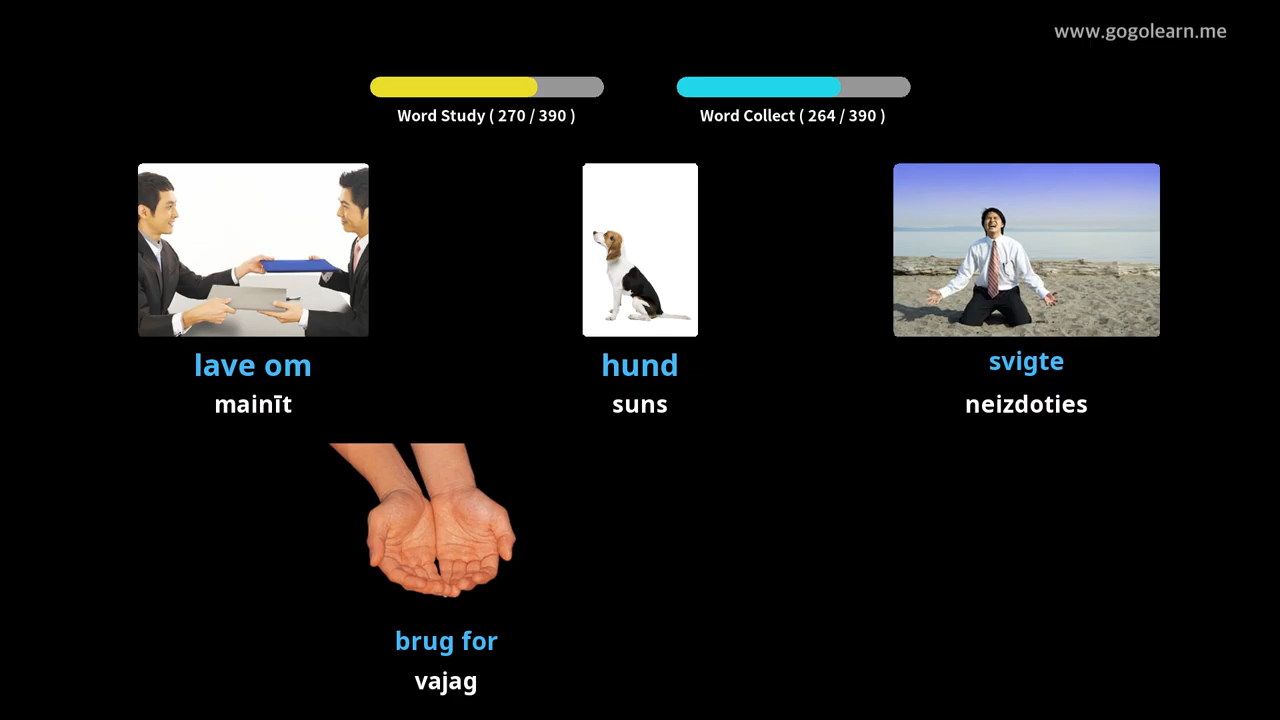 www.gogolearn.me
Word Study ( 270 / 390 )
Word Collect ( 264 / 390 )
lave om
mainīt
hund
suns
svigte
neizdoties
brug for
vajag